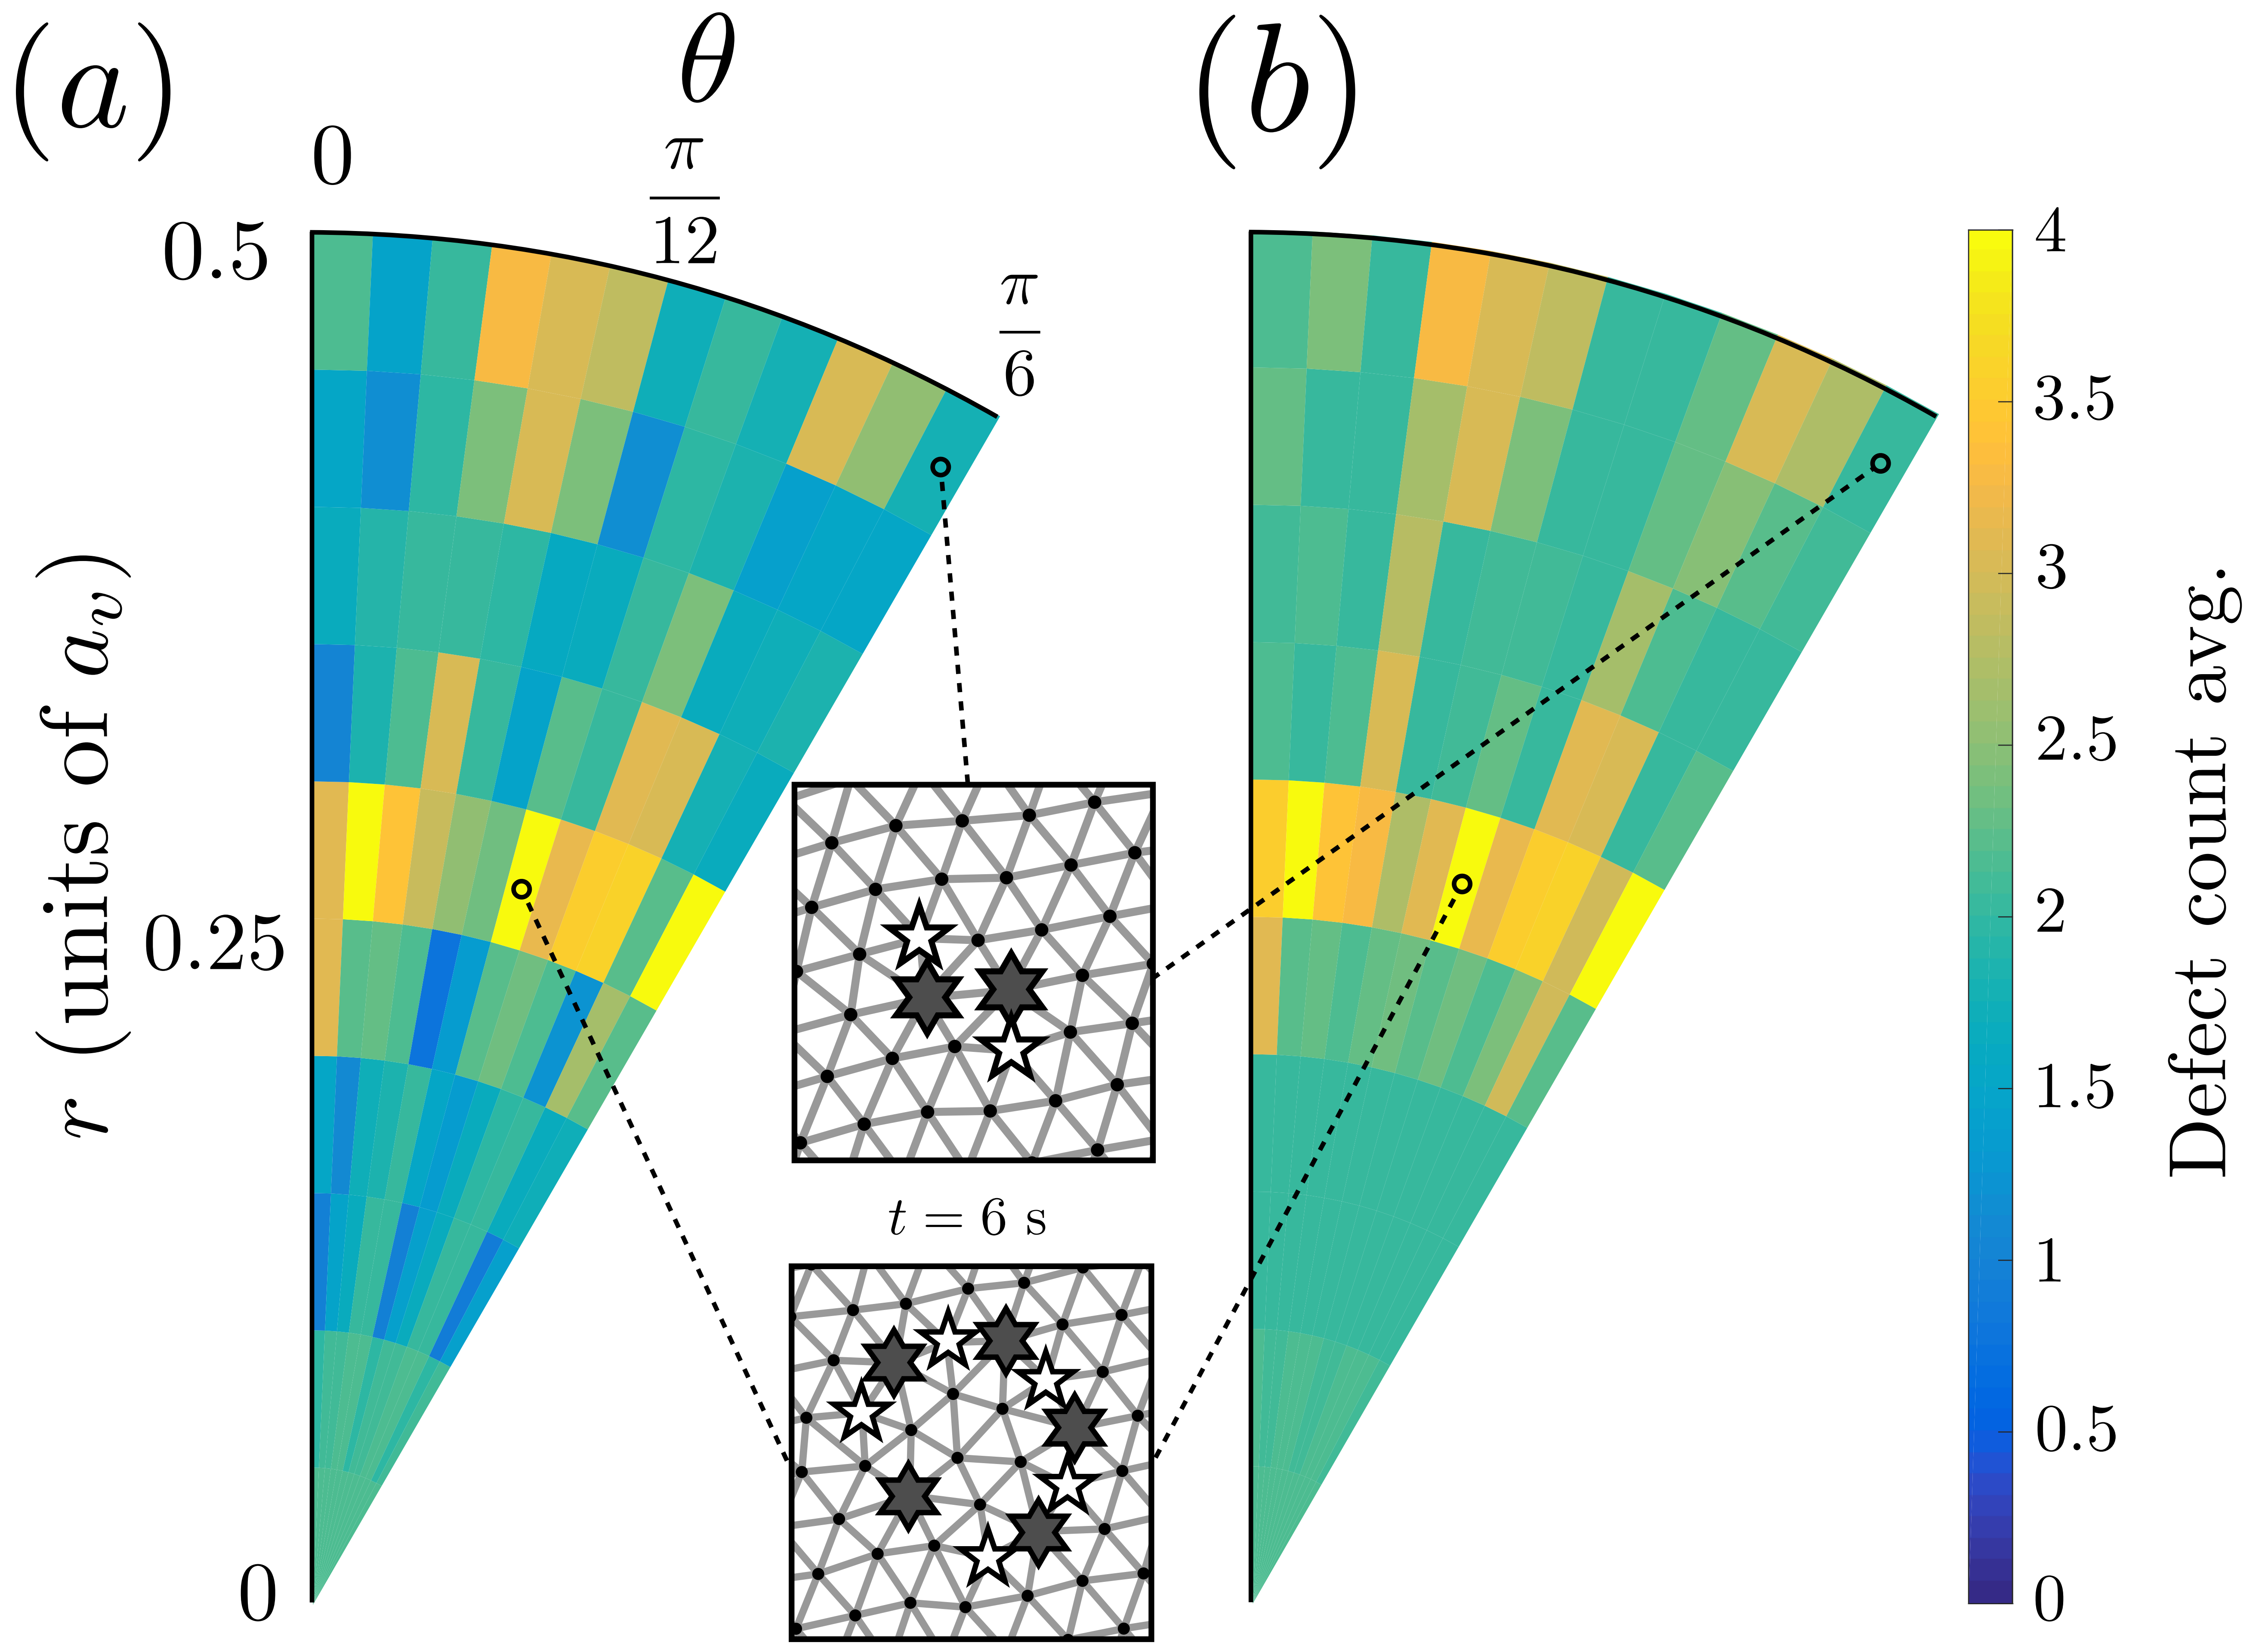 (a)
θ
(b)
0
π/12
π/6
0.5
0.25
0
r (units of a_v)
t = 6 s
4
3.5
3
2.5
2
1.5
1
0.5
0
Defect count avg.